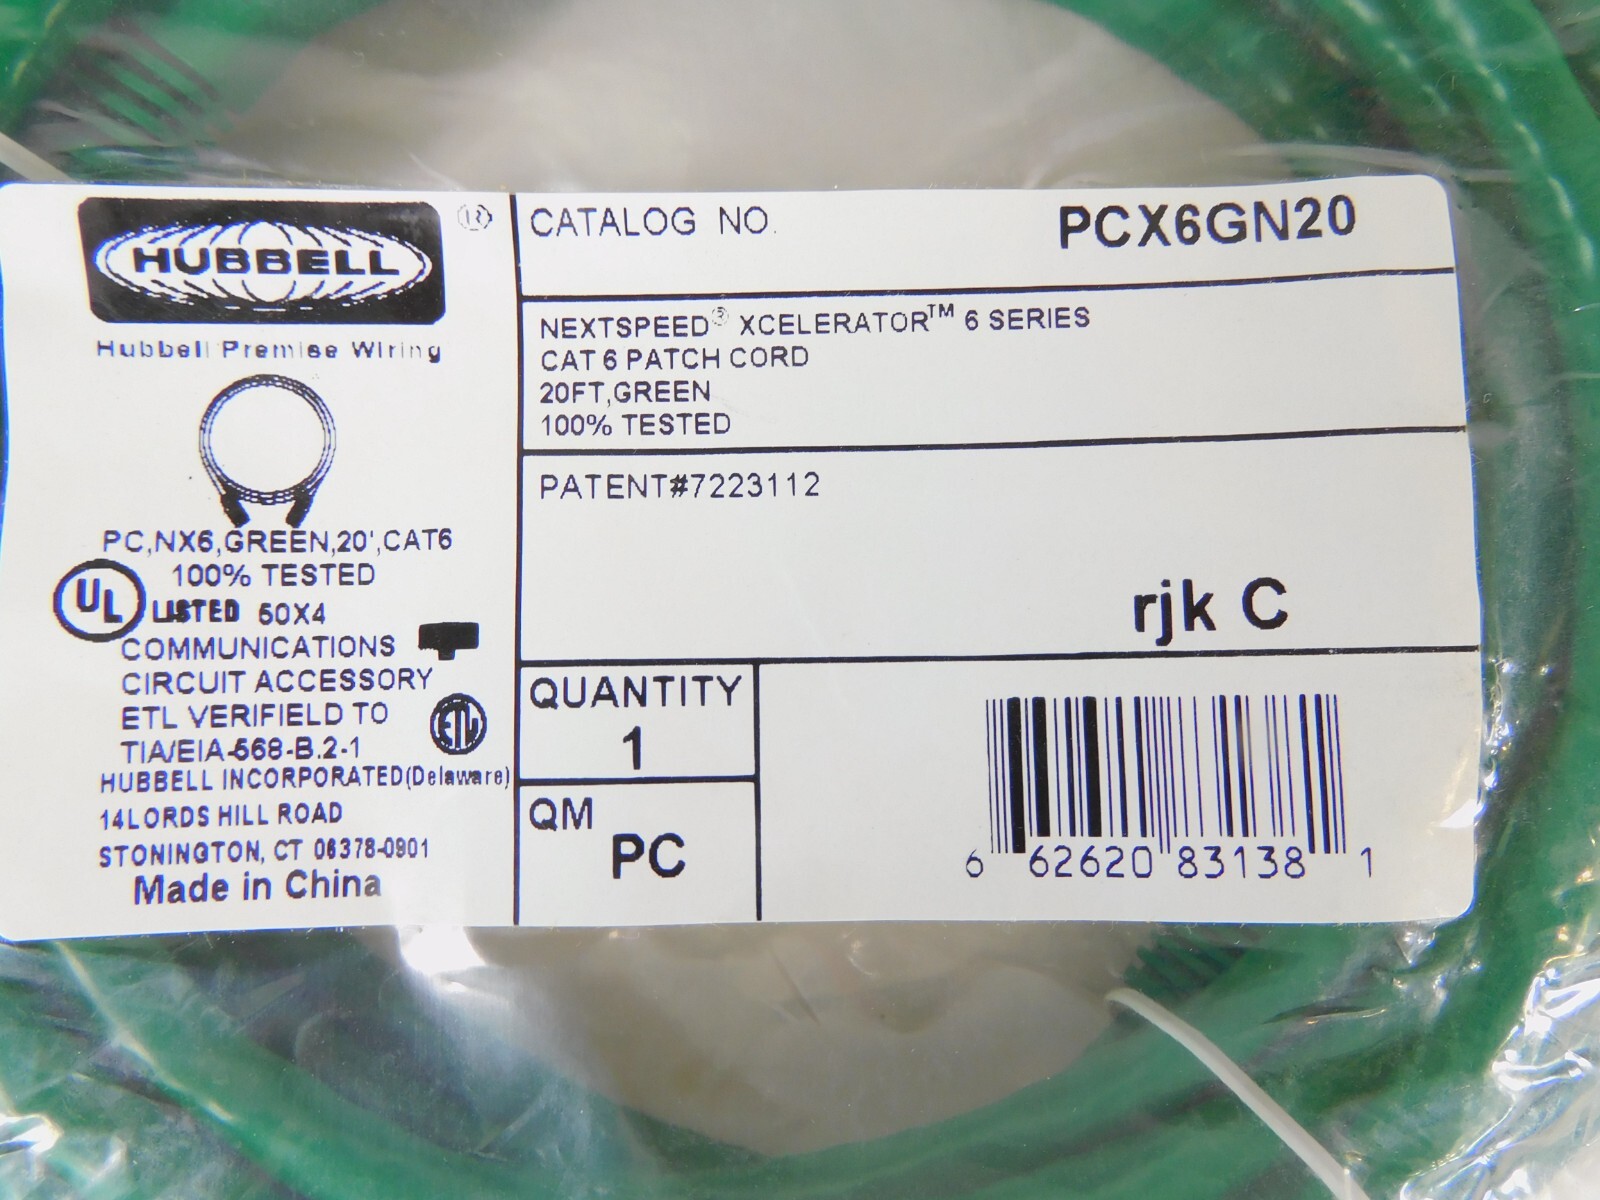 HUBBELL ®
Hubbell Premise Wiring
PC,NX6,GREEN,20',CAT6
100% TESTED
UL LISTED 60X4
COMMUNICATIONS
CIRCUIT ACCESSORY
ETL VERIFIELD TO
TIA/EIA-568-B.2-1
ETL
HUBBELL INCORPORATED(Delaware)
14LORDS HILL ROAD
STONINGTON, CT 06378-0901
Made in China
CATALOG NO. PCX6GN20
NEXTSPEED® XCELERATOR™ 6 SERIES
CAT 6 PATCH CORD
20FT,GREEN
100% TESTED
PATENT#7223112
rjk C
QUANTITY
1
QM
PC
6 62620 83138 1